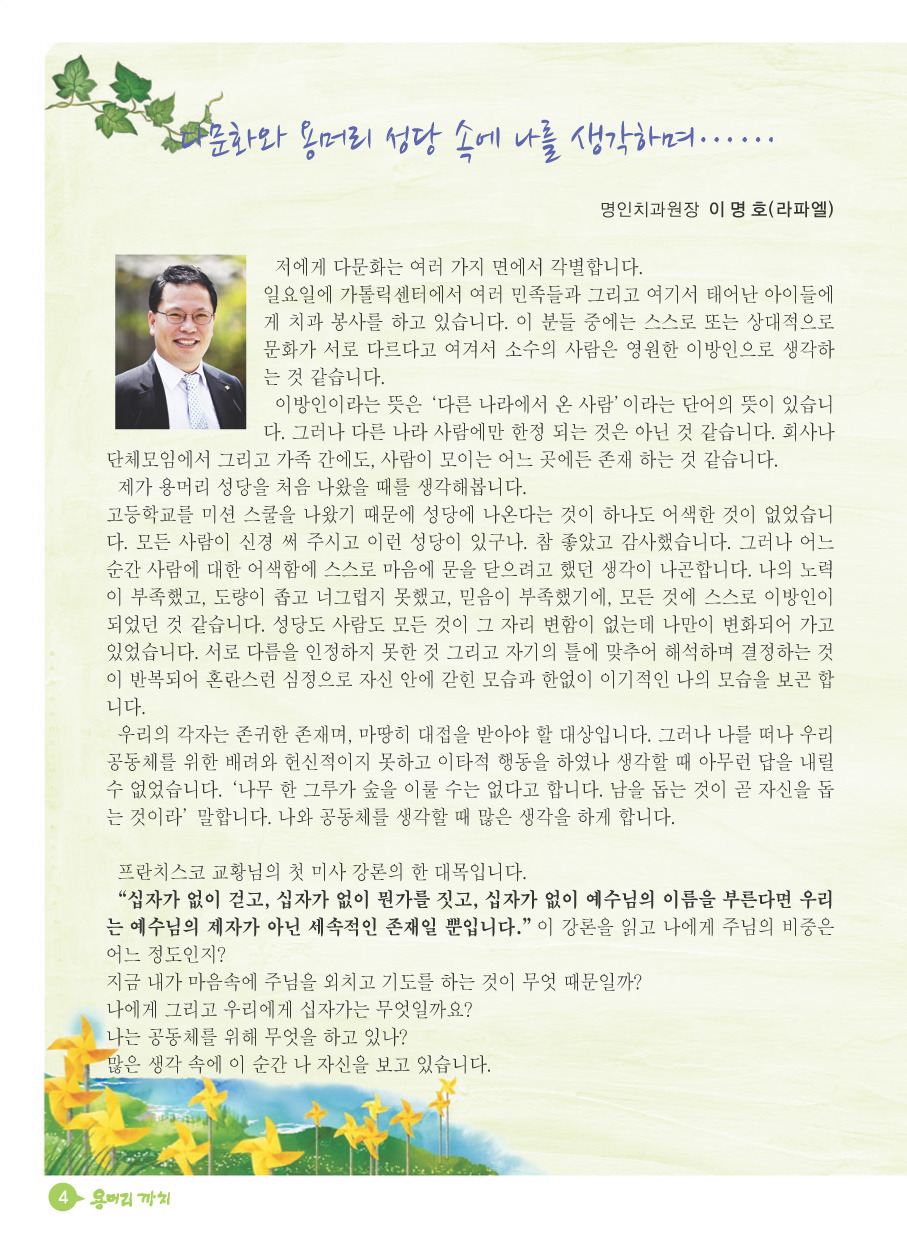 다문화와 용머리 성당 속에 나를 생각하며······
명인치과원장 이 명 호(라파엘)
저에게 다문화는 여러 가지 면에서 각별합니다.
일요일에 가톨릭센터에서 여러 민족들과 그리고 여기서 태어난 아이들에
게 치과 봉사를 하고 있습니다. 이 분들 중에는 스스로 또는 상대적으로
문화가 서로 다르다고 여겨서 소수의 사람은 영원한 이방인으로 생각하
는 것 같습니다.
이방인이라는 뜻은 ‘다른 나라에서 온 사람’이라는 단어의 뜻이 있습니
다. 그러나 다른 나라 사람에만 한정 되는 것은 아닌 것 같습니다. 회사나
단체모임에서 그리고 가족 간에도, 사람이 모이는 어느 곳에든 존재 하는 것 같습니다.
제가 용머리 성당을 처음 나왔을 때를 생각해봅니다.
고등학교를 미션 스쿨을 나왔기 때문에 성당에 나온다는 것이 하나도 어색한 것이 없었습니
다. 모든 사람이 신경 써 주시고 이런 성당이 있구나. 참 좋았고 감사했습니다. 그러나 어느
순간 사람에 대한 어색함에 스스로 마음에 문을 닫으려고 했던 생각이 나곤합니다. 나의 노력
이 부족했고, 도량이 좁고 너그럽지 못했고, 믿음이 부족했기에, 모든 것에 스스로 이방인이
되었던 것 같습니다. 성당도 사람도 모든 것이 그 자리 변함이 없는데 나만이 변화되어 가고
있었습니다. 서로 다름을 인정하지 못한 것 그리고 자기의 틀에 맞추어 해석하며 결정하는 것
이 반복되어 혼란스런 심정으로 자신 안에 갇힌 모습과 한없이 이기적인 나의 모습을 보곤 합
니다.
우리의 각자는 존귀한 존재며, 마땅히 대접을 받아야 할 대상입니다. 그러나 나를 떠나 우리
공동체를 위한 배려와 헌신적이지 못하고 이타적 행동을 하였나 생각할 때 아무런 답을 내릴
수 없었습니다. ‘나무 한 그루가 숲을 이룰 수는 없다고 합니다. 남을 돕는 것이 곧 자신을 돕
는 것이라’ 말합니다. 나와 공동체를 생각할 때 많은 생각을 하게 합니다.
프란치스코 교황님의 첫 미사 강론의 한 대목입니다.
“십자가 없이 걷고, 십자가 없이 뭔가를 짓고, 십자가 없이 예수님의 이름을 부른다면 우리
는 예수님의 제자가 아닌 세속적인 존재일 뿐입니다.” 이 강론을 읽고 나에게 주님의 비중은
어느 정도인지?
지금 내가 마음속에 주님을 외치고 기도를 하는 것이 무엇 때문일까?
나에게 그리고 우리에게 십자가는 무엇일까요?
나는 공동체를 위해 무엇을 하고 있나?
많은 생각 속에 이 순간 나 자신을 보고 있습니다.
4 용머리 까치